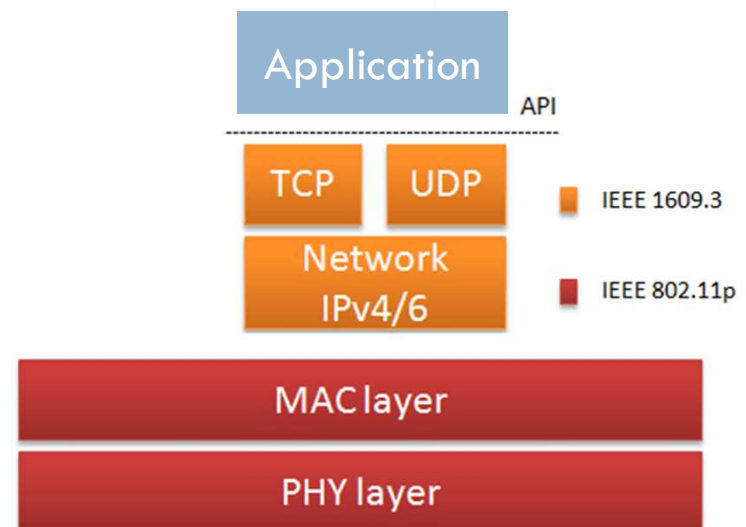 Application
API
TCP
UDP
IEEE 1609.3
Network
IPv4/6
IEEE 802.11p
MAC layer
PHY layer